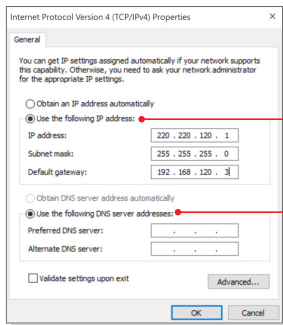 Internet Protocol Version 4 (TCP/IPv4) Properties
General
You can get IP settings assigned automatically if your network supports
this capability. Otherwise, you need to ask your network administrator
for the appropriate IP settings.
Obtain an IP address automatically
Use the following IP address:
IP address: 220 . 220 . 120 . 1
Subnet mask: 255 . 255 . 255 . 0
Default gateway: 192 . 168 . 120 . 3
Obtain DNS server address automatically
Use the following DNS server addresses:
Preferred DNS server: . . .
Alternate DNS server: . . .
Validate settings upon exit
Advanced...
OK Cancel